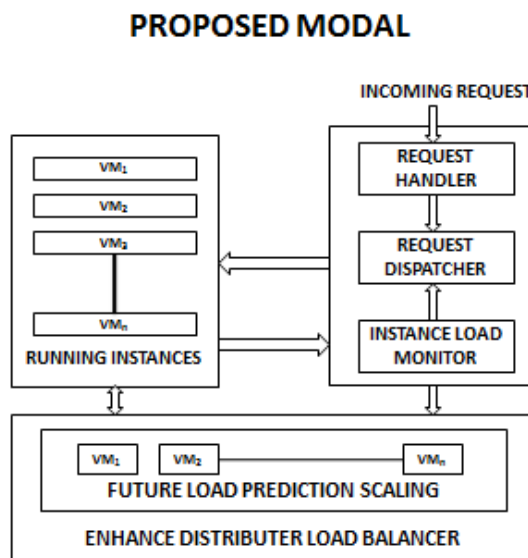 PROPOSED MODAL
INCOMING REQUEST
VM₁
VM₂
VM₃
VMₙ
RUNNING INSTANCES
REQUEST
HANDLER
REQUEST
DISPATCHER
INSTANCE LOAD
MONITOR
VM₁ VM₂ VMₙ
FUTURE LOAD PREDICTION SCALING
ENHANCE DISTRIBUTER LOAD BALANCER